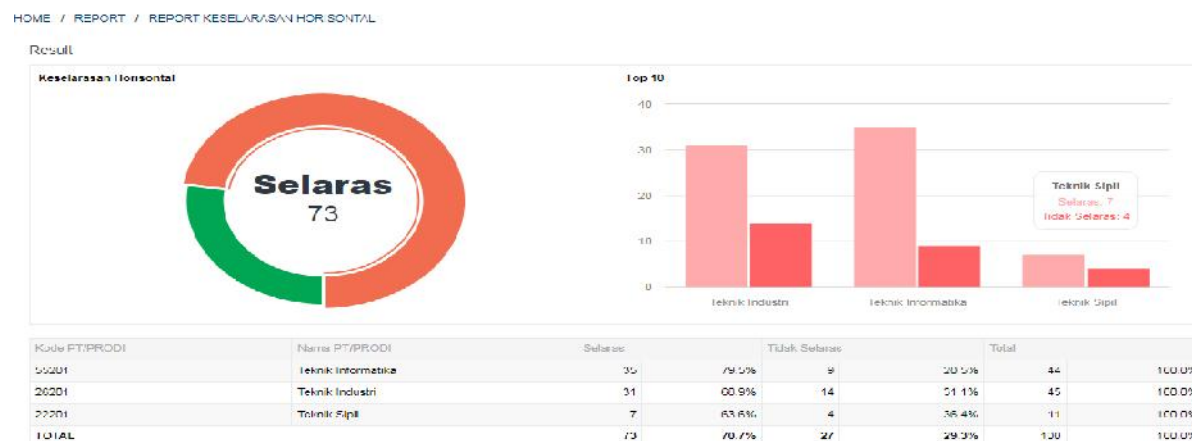 HOME / REPORT / REPORT KESELARASAN HORISONTAL
Result
Keselarasan Horisontal
Top 10
Selaras
73
40
30
20
10
0
Teknik Sipil
Selaras: 7
Tidak Selaras: 4
Teknik Industri Teknik Informatika Teknik Sipil
Kode PT/PRODI Nama PT/PRODI Selaras Tidak Selaras Total
55201 Teknik Informatika 35 79.5% 9 20.5% 44 100.0%
26201 Teknik Industri 31 68.9% 14 31.1% 45 100.0%
22201 Teknik Sipil 7 63.6% 4 36.4% 11 100.0%
TOTAL 73 70.7% 27 29.3% 100 100.0%